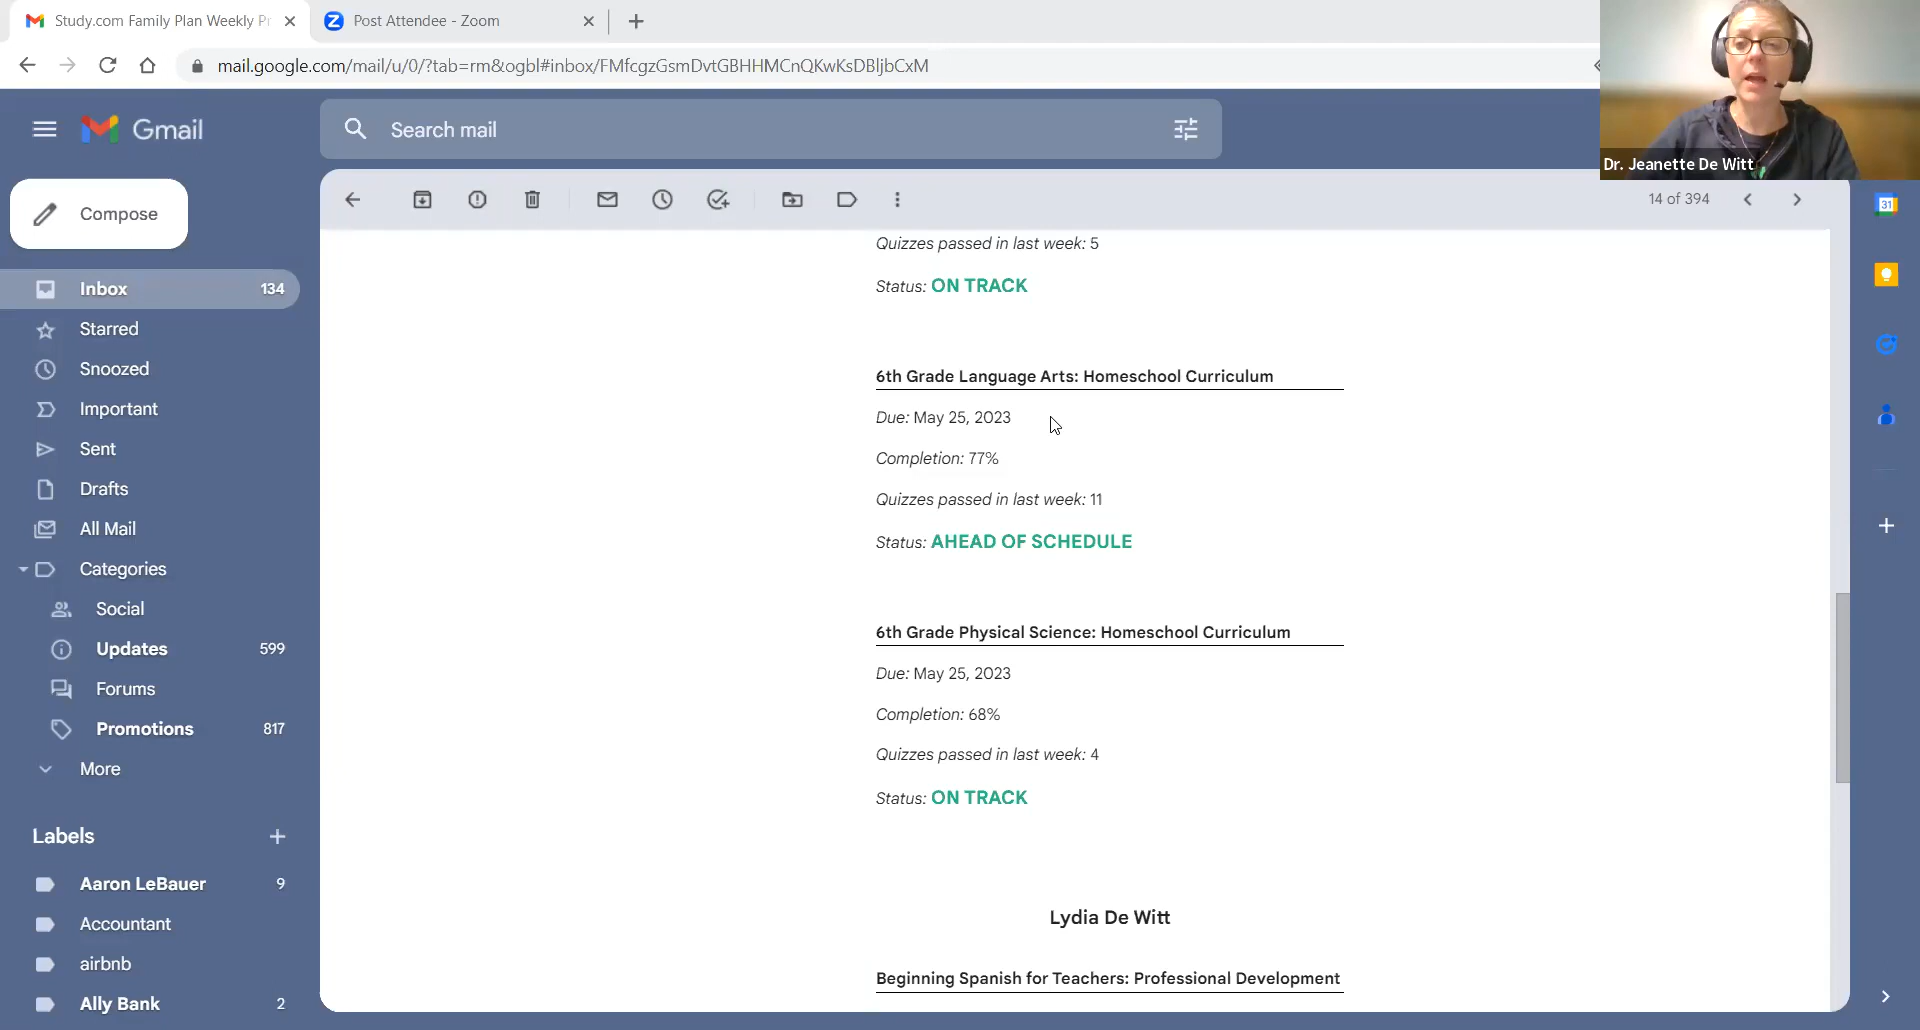 Study.com Family Plan Weekly Pr
Post Attendee - Zoom
mail.google.com/mail/u/0/?tab=rm&ogbl#inbox/FMfcgzGsmDvtGBHHMCnQKwKsDBljbCxM
Gmail
Search mail
Dr. Jeanette De Witt
Compose
14 of 394
31
Inbox 134
Starred
Snoozed
Important
Sent
Drafts
All Mail
Categories
Social
Updates 599
Forums
Promotions 817
More
Labels
Aaron LeBauer 9
Accountant
airbnb
Ally Bank 2
Quizzes passed in last week: 5
Status: ON TRACK
6th Grade Language Arts: Homeschool Curriculum
Due: May 25, 2023
Completion: 77%
Quizzes passed in last week: 11
Status: AHEAD OF SCHEDULE
6th Grade Physical Science: Homeschool Curriculum
Due: May 25, 2023
Completion: 68%
Quizzes passed in last week: 4
Status: ON TRACK
Lydia De Witt
Beginning Spanish for Teachers: Professional Development